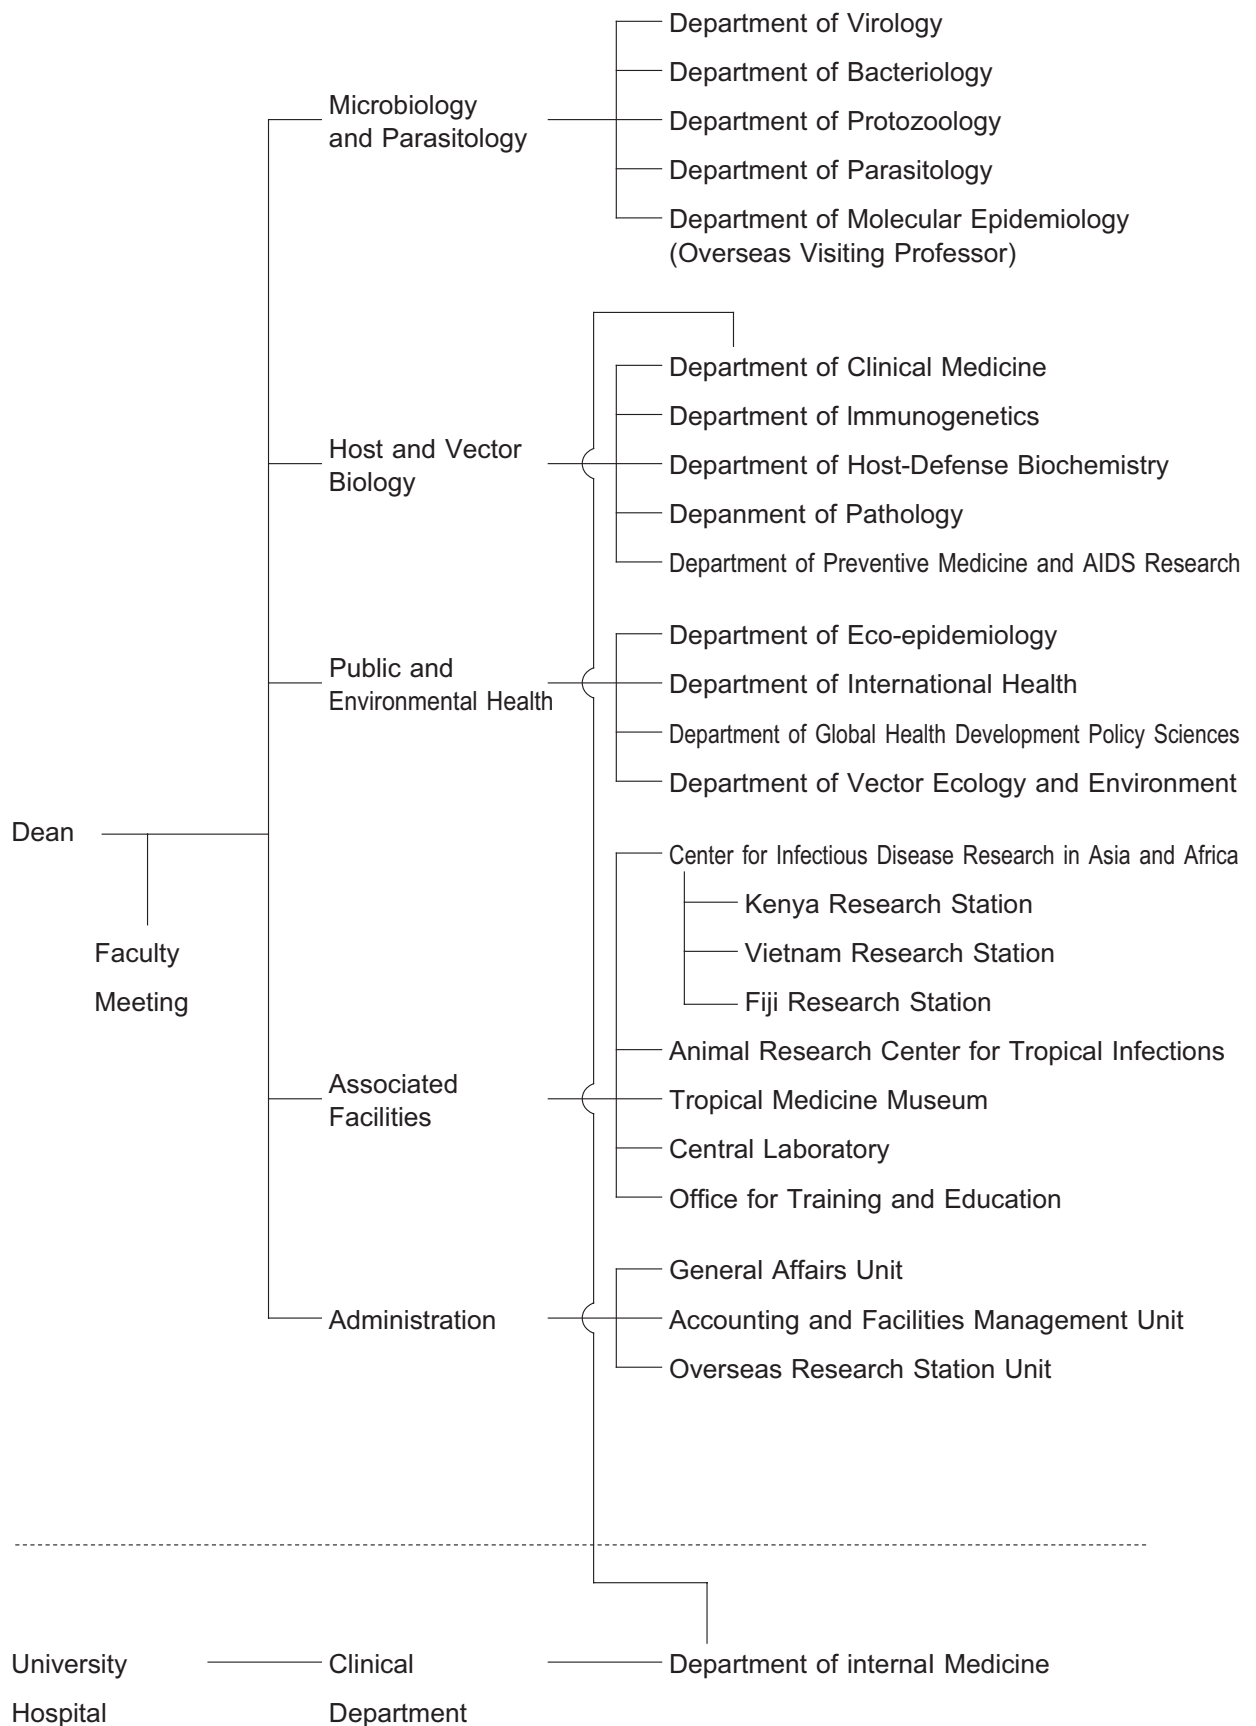 Department of Virology
Department of Bacteriology
Microbiology
and Parasitology
Department of Protozoology
Department of Parasitology
Department of Molecular Epidemiology
(Overseas Visiting Professor)
Department of Clinical Medicine
Department of Immunogenetics
Host and Vector
Biology
Department of Host-Defense Biochemistry
Depanment of Pathology
Department of Preventive Medicine and AIDS Research
Department of Eco-epidemiology
Public and
Environmental Health
Department of International Health
Department of Global Health Development Policy Sciences
Department of Vector Ecology and Environment
Dean
Faculty
Meeting
Center for Infectious Disease Research in Asia and Africa
Kenya Research Station
Vietnam Research Station
Fiji Research Station
Animal Research Center for Tropical Infections
Associated
Facilities
Tropical Medicine Museum
Central Laboratory
Office for Training and Education
General Affairs Unit
Administration
Accounting and Facilities Management Unit
Overseas Research Station Unit
University
Hospital
Clinical
Department
Department of internal Medicine